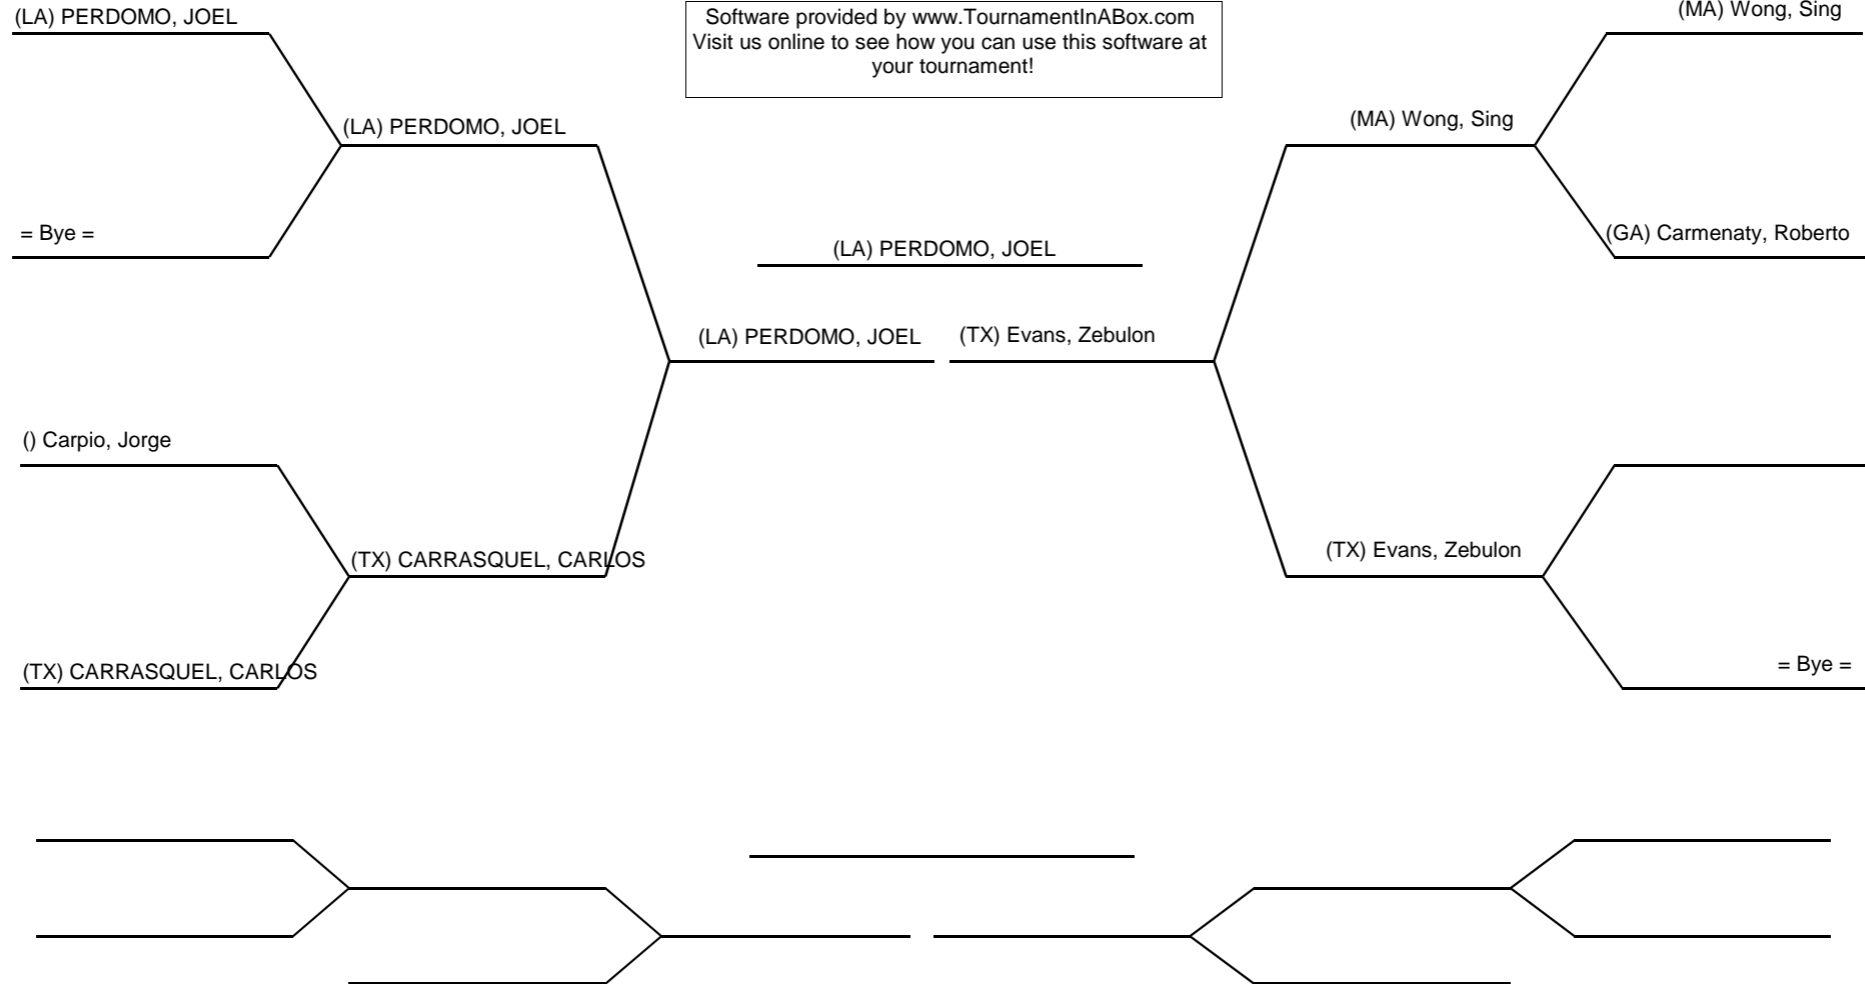 (LA) PERDOMO, JOEL
Software provided by www.TournamentInABox.com
Visit us online to see how you can use this software at
your tournament!
(MA) Wong, Sing
(LA) PERDOMO, JOEL
(MA) Wong, Sing
= Bye =
(LA) PERDOMO, JOEL
(GA) Carmenaty, Roberto
(LA) PERDOMO, JOEL
(TX) Evans, Zebulon
() Carpio, Jorge
(TX) CARRASQUEL, CARLOS
(TX) Evans, Zebulon
(TX) CARRASQUEL, CARLOS
= Bye =